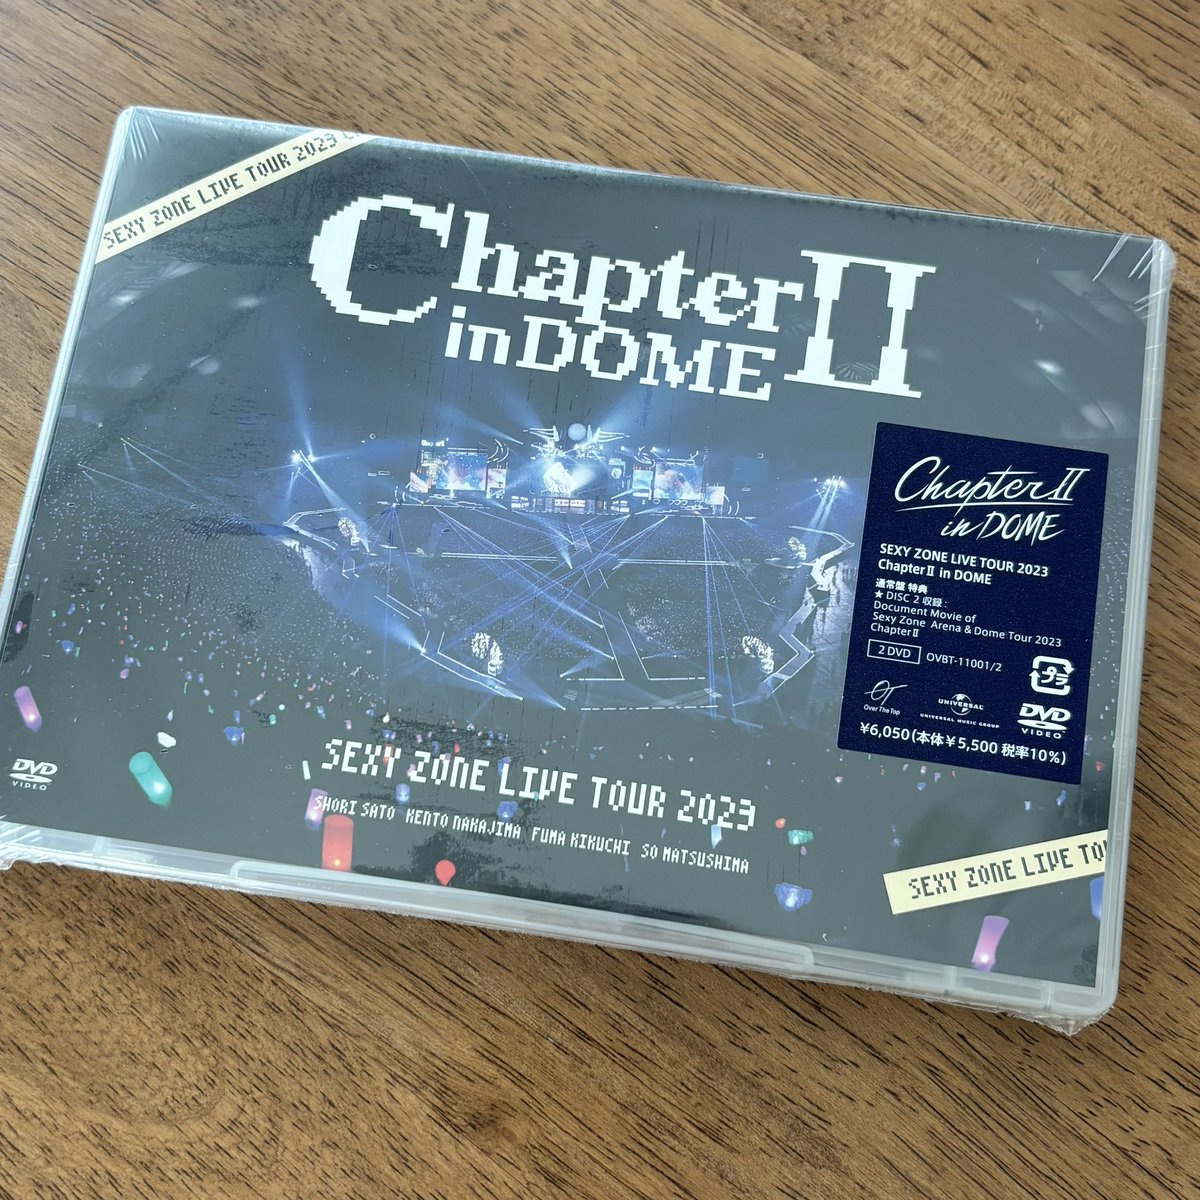 SEXY ZONE LIVE TOUR 2023
Chapter II
in DOME
Chapter II
in DOME
SEXY ZONE LIVE TOUR 2023
Chapter II in DOME
通常盤 特典
★ DISC 2 収録 :
Document Movie of
Sexy Zone Arena & Dome Tour 2023
Chapter II
2 DVD OVBT-11001/2
プラ
OT
Over The Top
UNIVERSAL
UNIVERSAL MUSIC GROUP
DVD
VIDEO
¥6,050(本体¥5,500 税率10%)
SEXY ZONE LIVE TOUR 2023
SHORI SATO KENTO NAKAJIMA FUMA KIKUCHI SO MATSUSHIMA
DVD
VIDEO
SEXY ZONE LIVE TO